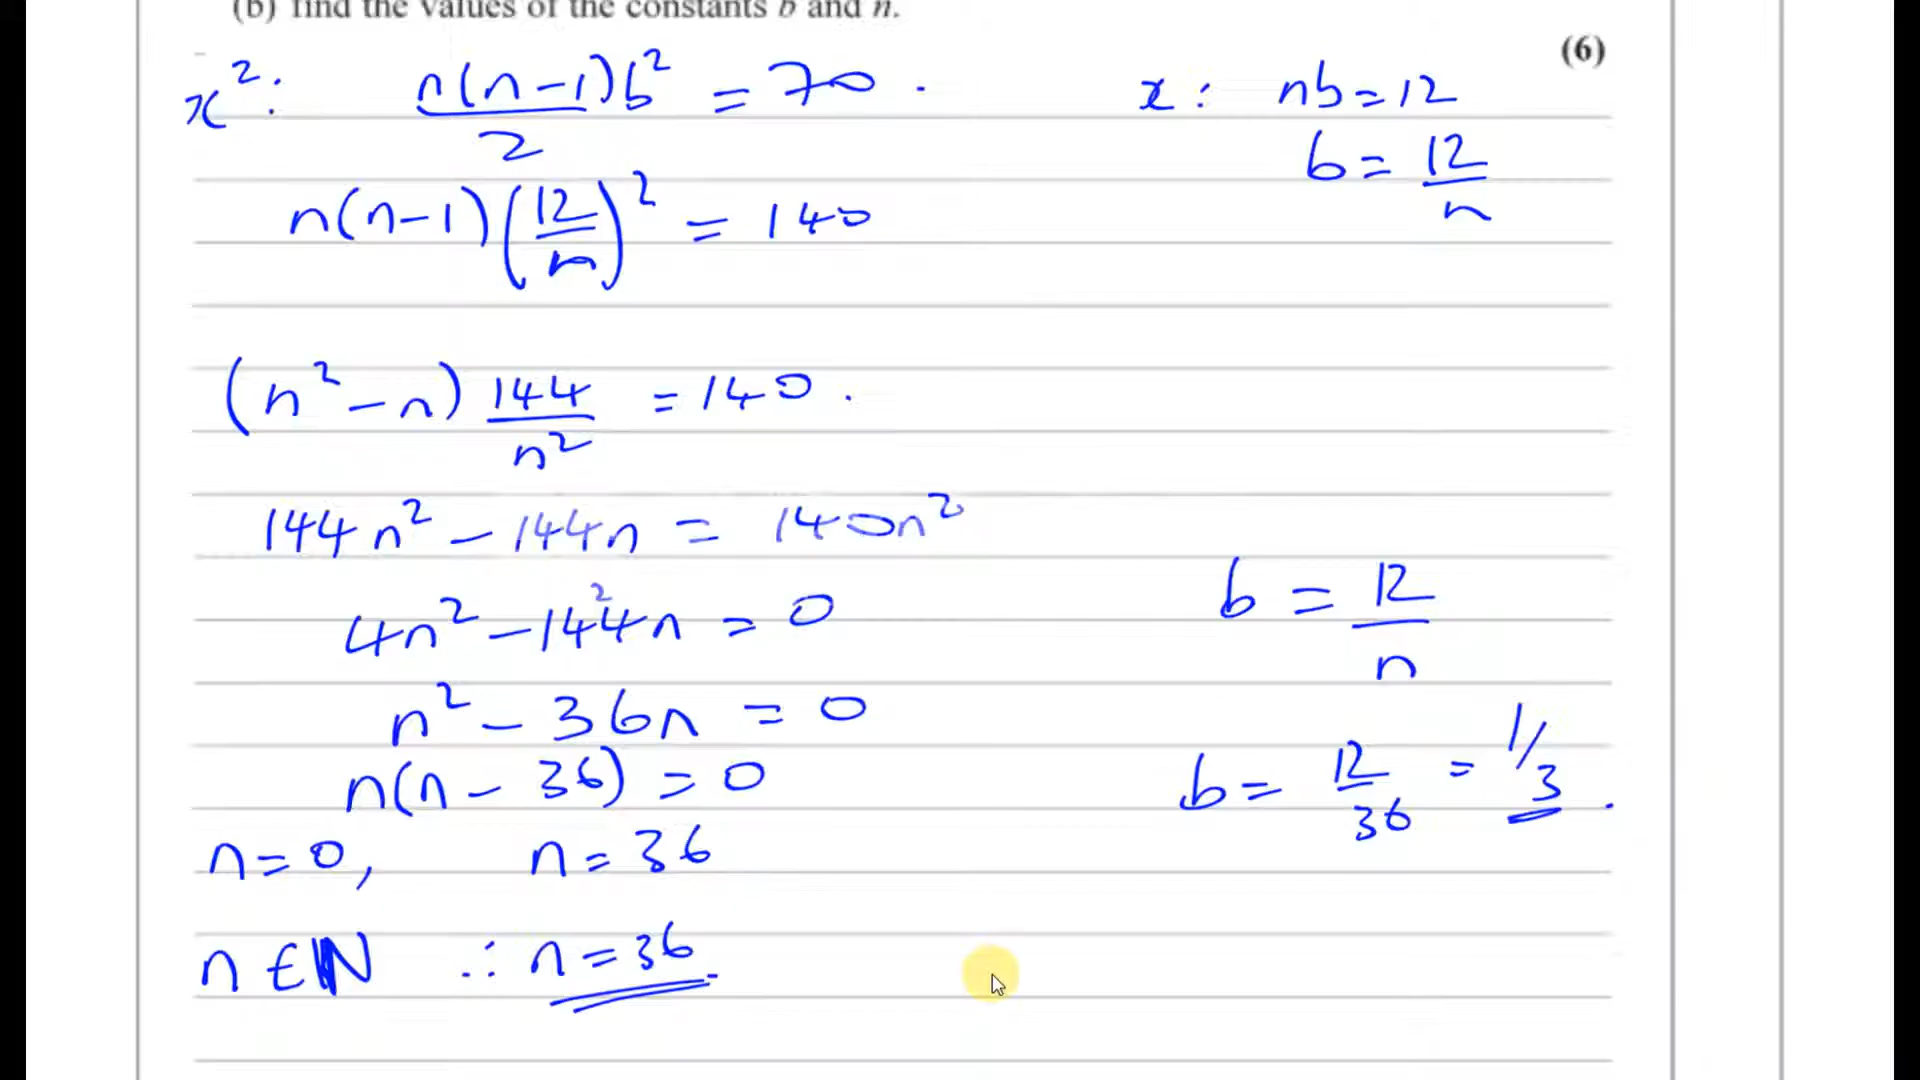 (b) find the values of the constants b and n.
(6)
x²: n(n-1)b²/2 = 70. x: nb = 12
b = 12/n
n(n-1)(12/n)² = 140
(n² - n) 144/n² = 140.
144n² - 144n = 140n²
4n² - 144n = 0
2
b = 12/n
n² - 36n = 0
n(n - 36) = 0
b = 12/36 = 1/3.
n = 0, n = 36
n ∈ ℕ ∴ n = 36.